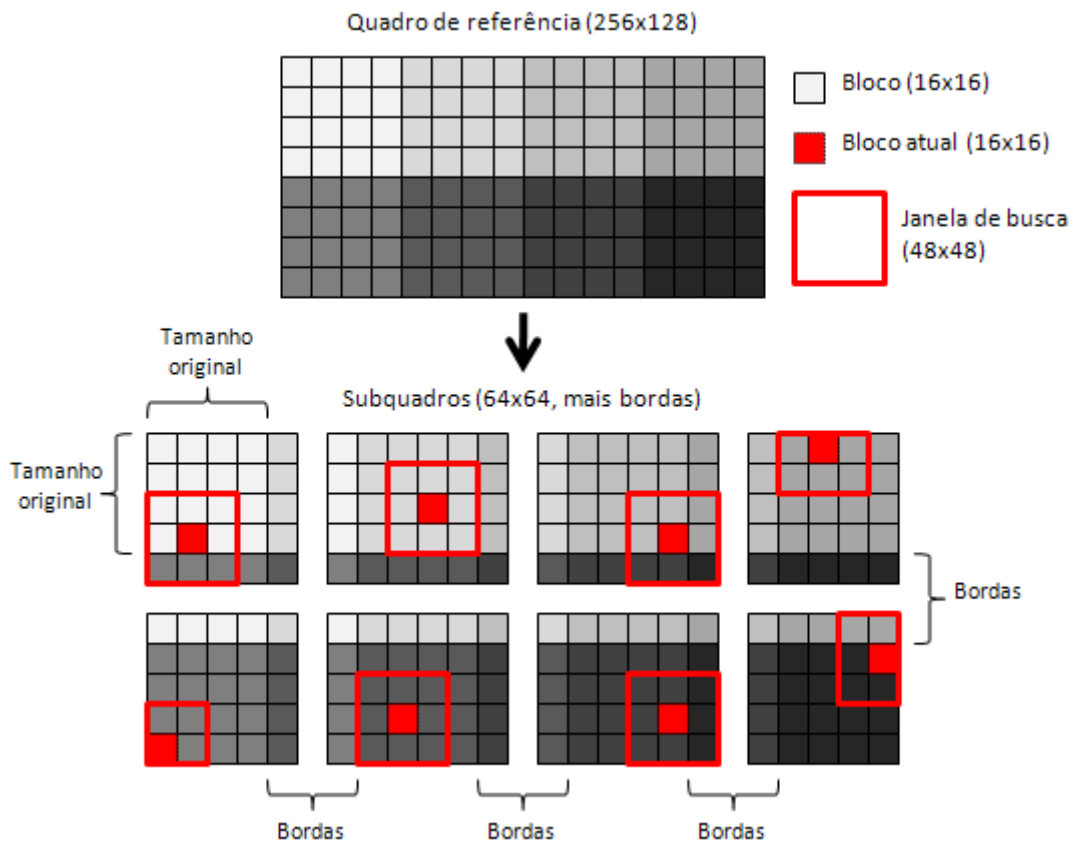 Quadro de referência (256x128)
Bloco (16x16)
Bloco atual (16x16)
Janela de busca
(48x48)
Tamanho
original
Subquadros (64x64, mais bordas)
Tamanho
original
Bordas
Bordas
Bordas
Bordas